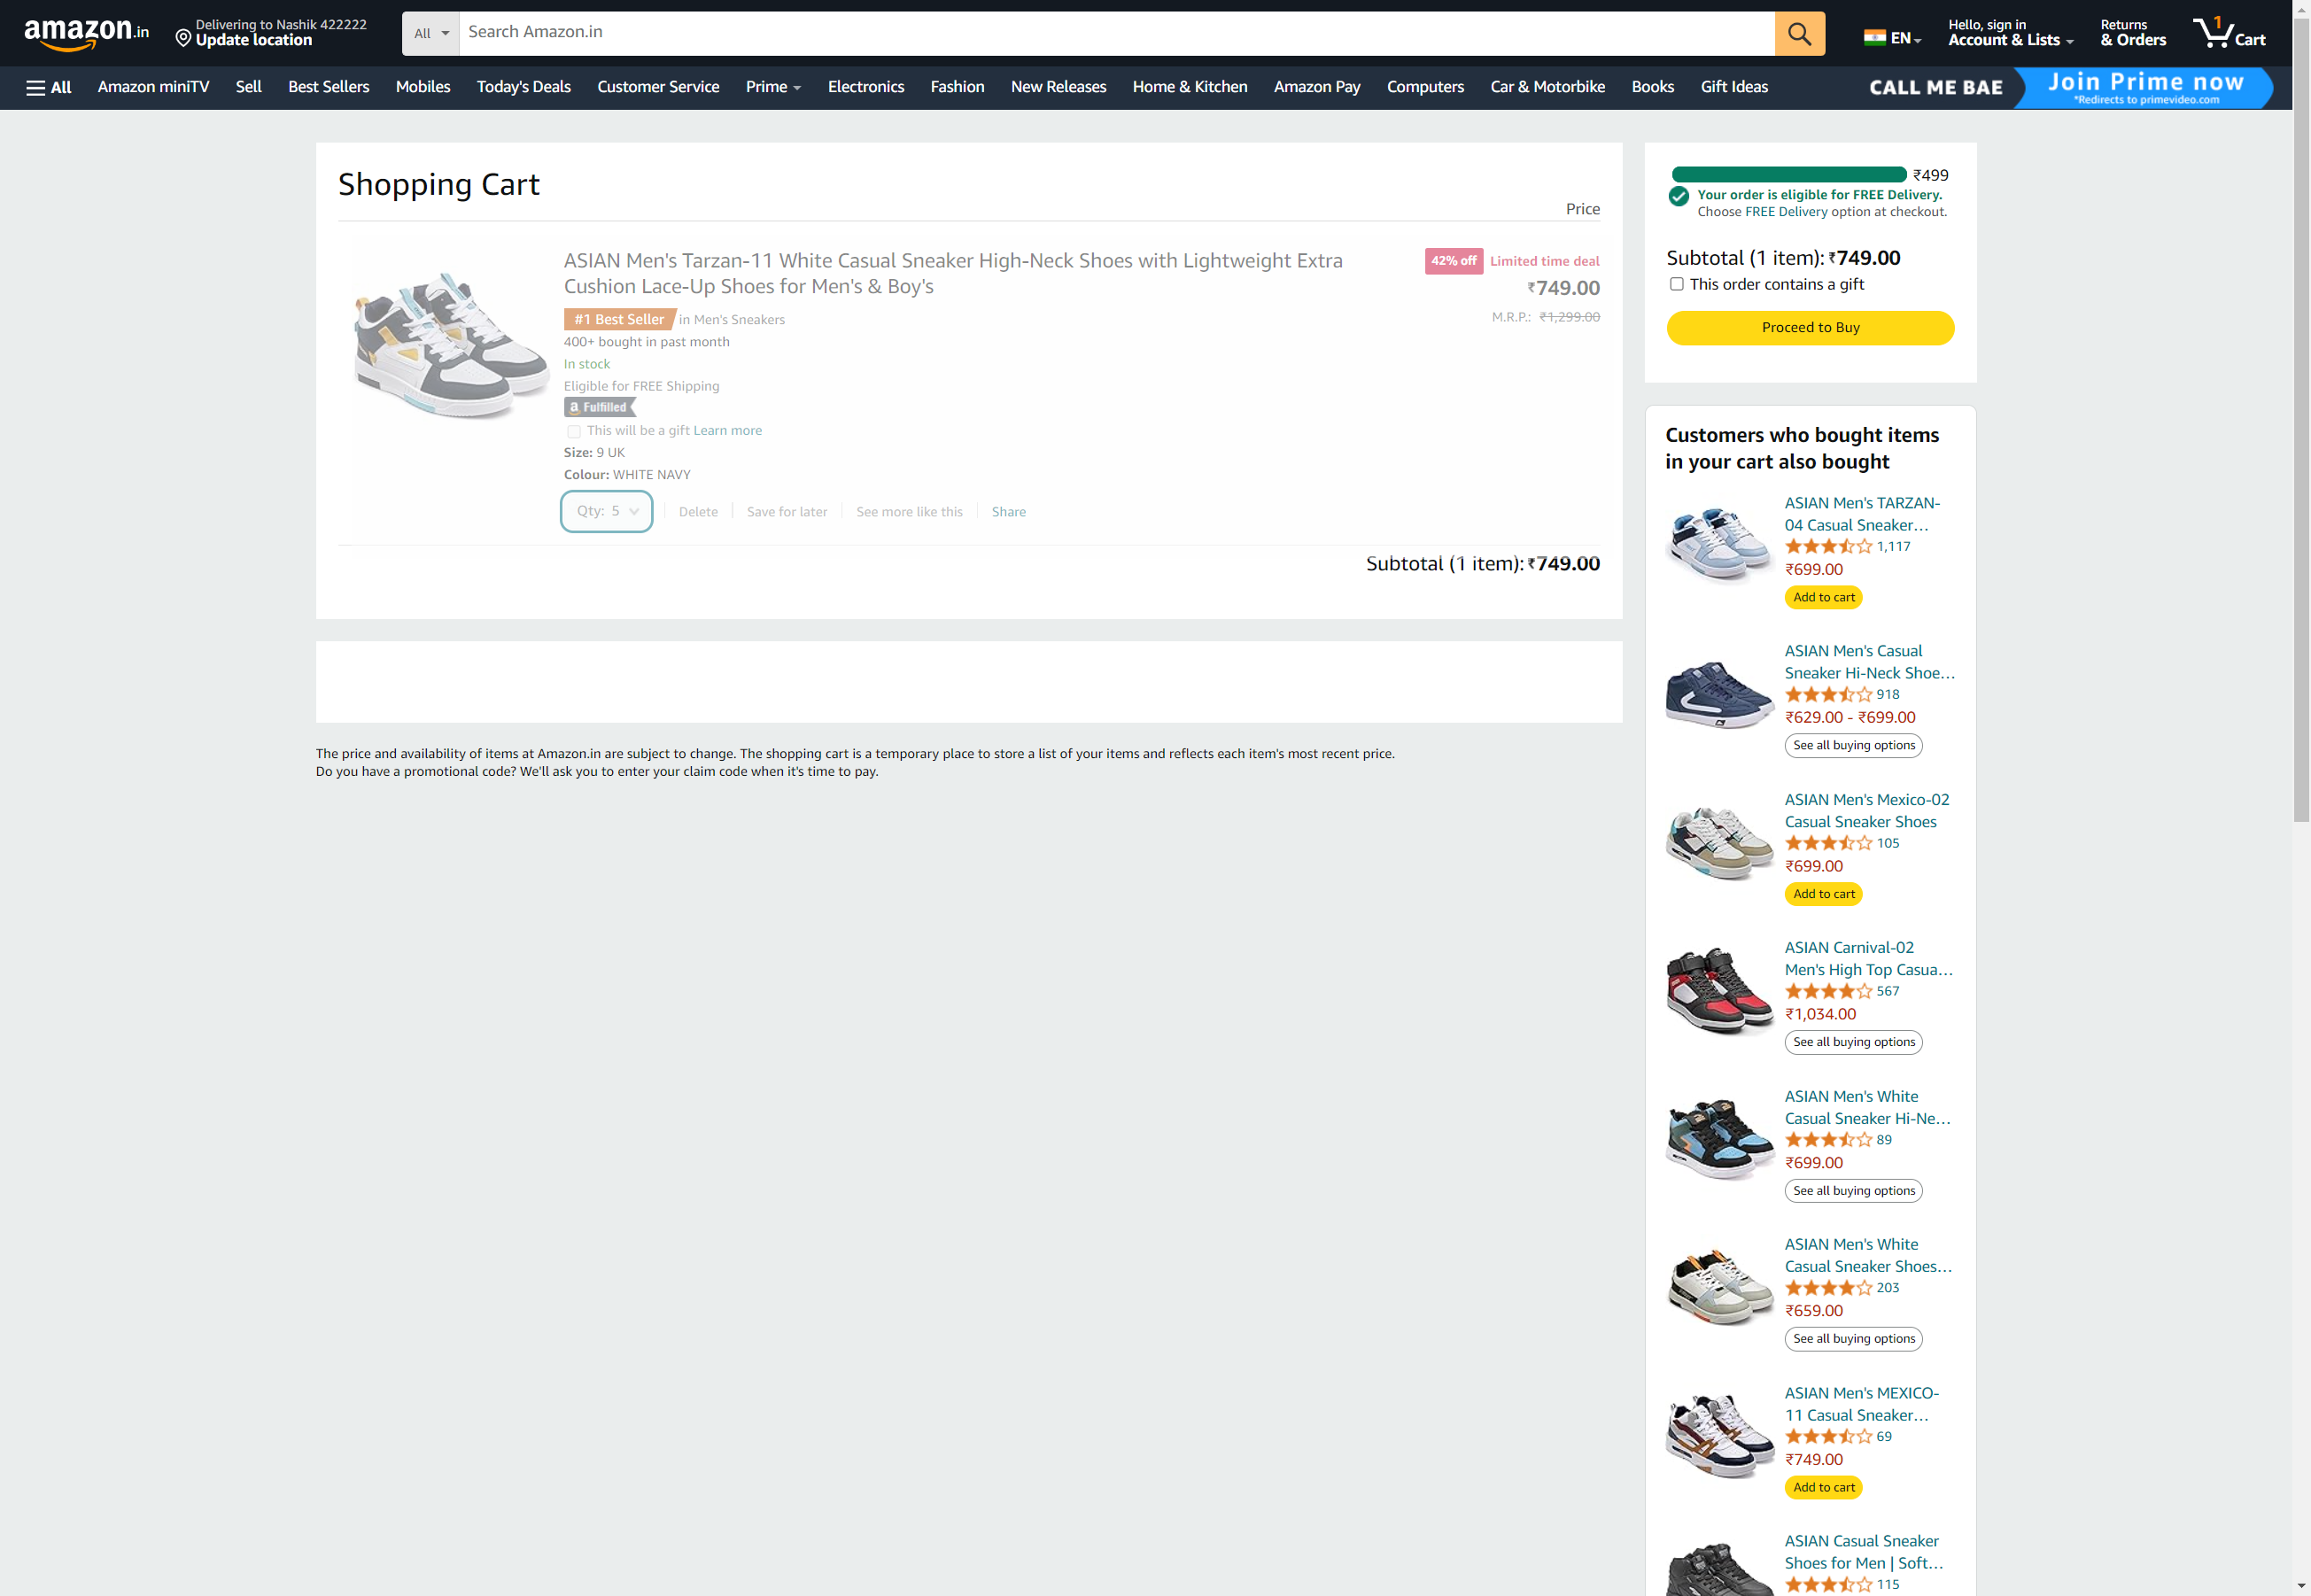 amazon.in
Delivering to Nashik 422222
Update location
All
Search Amazon.in
EN
Hello, sign in
Account & Lists
Returns
& Orders
1
Cart
All
Amazon miniTV
Sell
Best Sellers
Mobiles
Today's Deals
Customer Service
Prime
Electronics
Fashion
New Releases
Home & Kitchen
Amazon Pay
Computers
Car & Motorbike
Books
Gift Ideas
CALL ME BAE
Join Prime now
*Redirects to primevideo.com
Shopping Cart
Price
ASIAN Men's Tarzan-11 White Casual Sneaker High-Neck Shoes with Lightweight Extra
Cushion Lace-Up Shoes for Men's & Boy's
42% off Limited time deal
₹749.00
M.R.P.: ₹1,299.00
#1 Best Seller in Men's Sneakers
400+ bought in past month
In stock
Eligible for FREE Shipping
a Fulfilled
This will be a gift Learn more
Size: 9 UK
Colour: WHITE NAVY
Qty: 5
Delete
Save for later
See more like this
Share
Subtotal (1 item): ₹749.00
The price and availability of items at Amazon.in are subject to change. The shopping cart is a temporary place to store a list of your items and reflects each item's most recent price.
Do you have a promotional code? We'll ask you to enter your claim code when it's time to pay.
₹499
Your order is eligible for FREE Delivery.
Choose FREE Delivery option at checkout.
Subtotal (1 item): ₹749.00
This order contains a gift
Proceed to Buy
Customers who bought items
in your cart also bought
ASIAN Men's TARZAN-
04 Casual Sneaker…
1,117
₹699.00
Add to cart
ASIAN Men's Casual
Sneaker Hi-Neck Shoe…
918
₹629.00 - ₹699.00
See all buying options
ASIAN Men's Mexico-02
Casual Sneaker Shoes
105
₹699.00
Add to cart
ASIAN Carnival-02
Men's High Top Casua…
567
₹1,034.00
See all buying options
ASIAN Men's White
Casual Sneaker Hi-Ne…
89
₹699.00
See all buying options
ASIAN Men's White
Casual Sneaker Shoes…
203
₹659.00
See all buying options
ASIAN Men's MEXICO-
11 Casual Sneaker…
69
₹749.00
Add to cart
ASIAN Casual Sneaker
Shoes for Men | Soft…
115